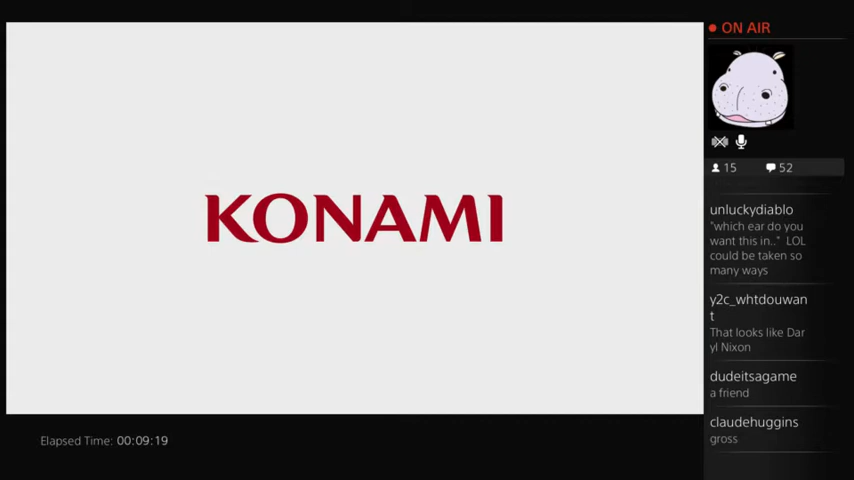 KONAMI
Elapsed Time: 00:09:19
ON AIR
15 52
unluckydiablo
"which ear do you
want this in.." LOL
could be taken so
many ways
y2c_whtdouwan
t
That looks like Dar
yl Nixon
dudeitsagame
a friend
claudehuggins
gross